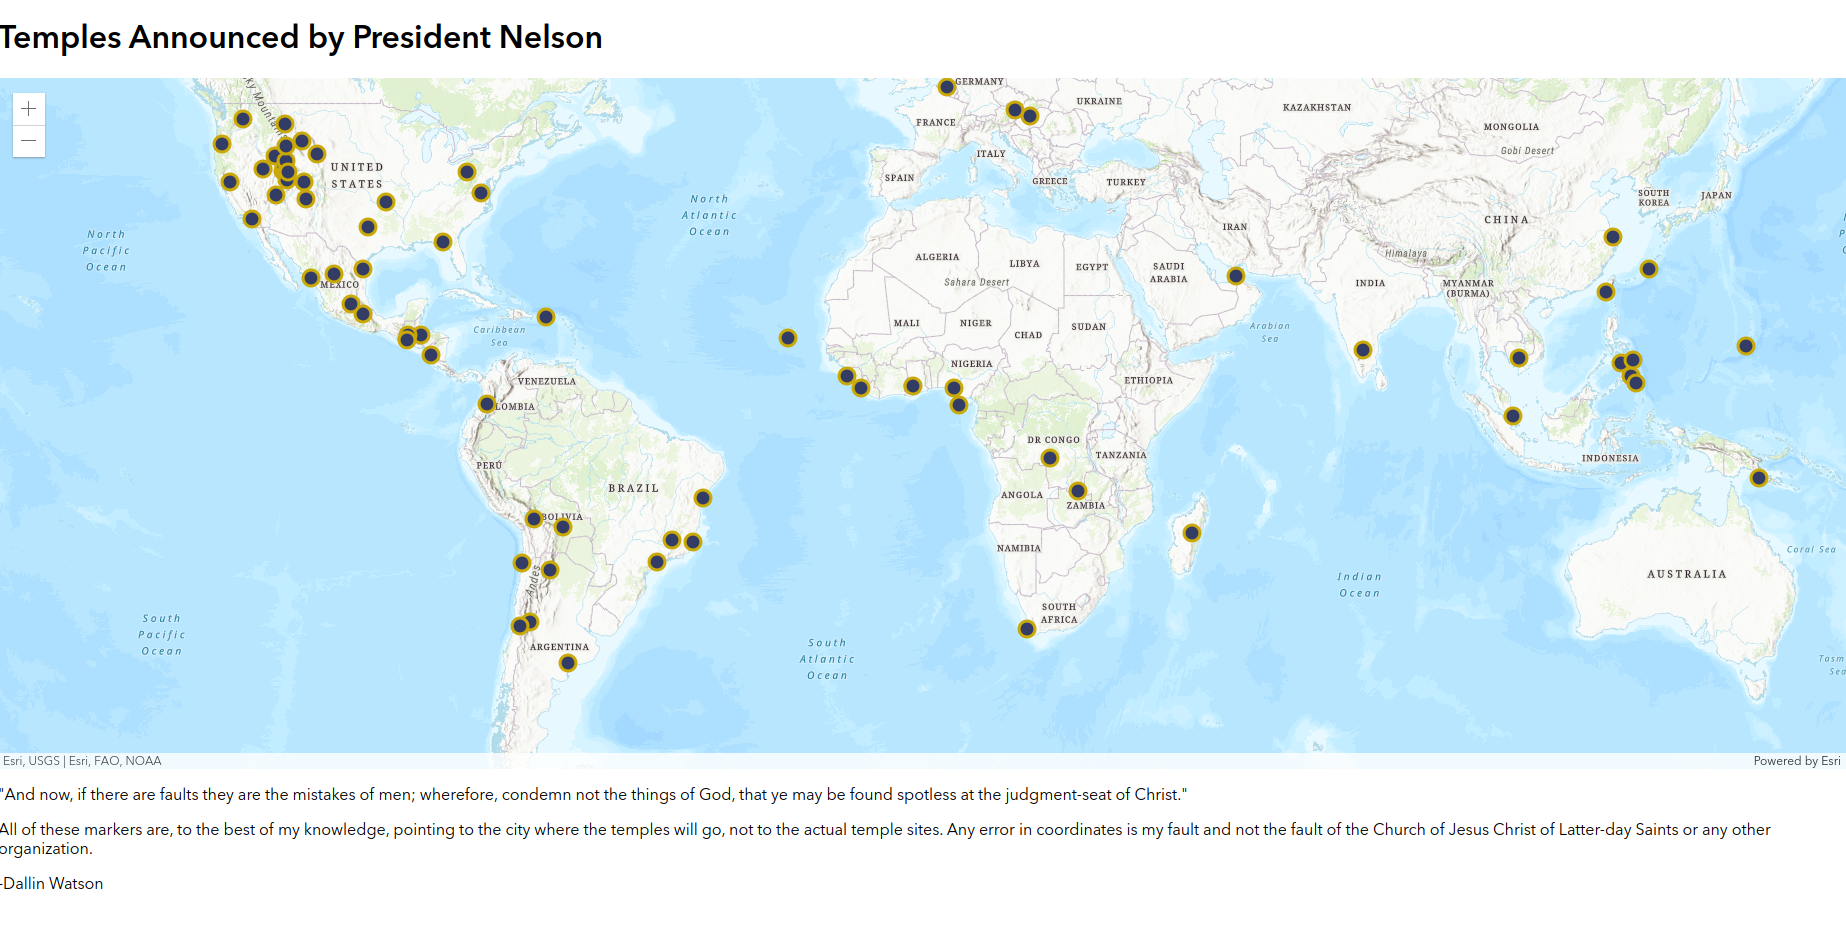 Temples Announced by President Nelson
GERMANY
UKRAINE
KAZAKHSTAN
FRANCE
MONGOLIA
Gobi Desert
ITALY
UNITED
STATES
SPAIN
GREECE
TURKEY
SOUTH
KOREA
JAPAN
North
Atlantic
Ocean
CHINA
IRAN
North
Pacific
Ocean
ALGERIA
LIBYA
EGYPT
SAUDI
ARABIA
Himalaya
Sahara Desert
INDIA
MYANMAR
(BURMA)
MEXICO
MALI
NIGER
CHAD
SUDAN
Arabian
Sea
Caribbean
Sea
NIGERIA
VENEZUELA
ETHIOPIA
LOMBIA
DR CONGO
TANZANIA
INDONESIA
PERÚ
BRAZIL
ANGOLA
ZAMBIA
BOLIVIA
NAMIBIA
Coral Sea
Andes
Indian
Ocean
AUSTRALIA
SOUTH
AFRICA
South
Pacific
Ocean
South
Atlantic
Ocean
ARGENTINA
Tasm
Sea
Esri, USGS | Esri, FAO, NOAA
Powered by Esri
"And now, if there are faults they are the mistakes of men; wherefore, condemn not the things of God, that ye may be found spotless at the judgment-seat of Christ."
All of these markers are, to the best of my knowledge, pointing to the city where the temples will go, not to the actual temple sites. Any error in coordinates is my fault and not the fault of the Church of Jesus Christ of Latter-day Saints or any other
organization.
-Dallin Watson